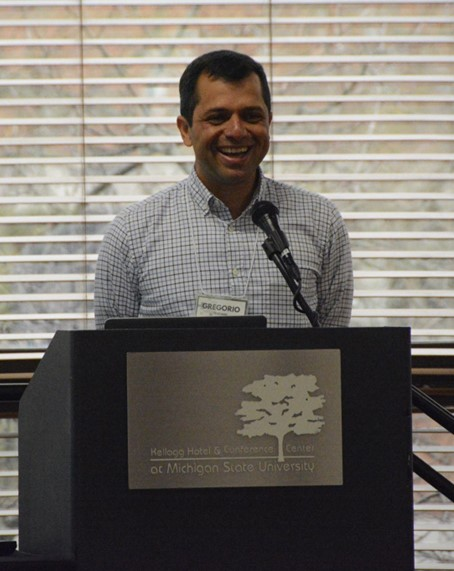 GREGORIO
Kellogg Hotel & Conference Center
at Michigan State University